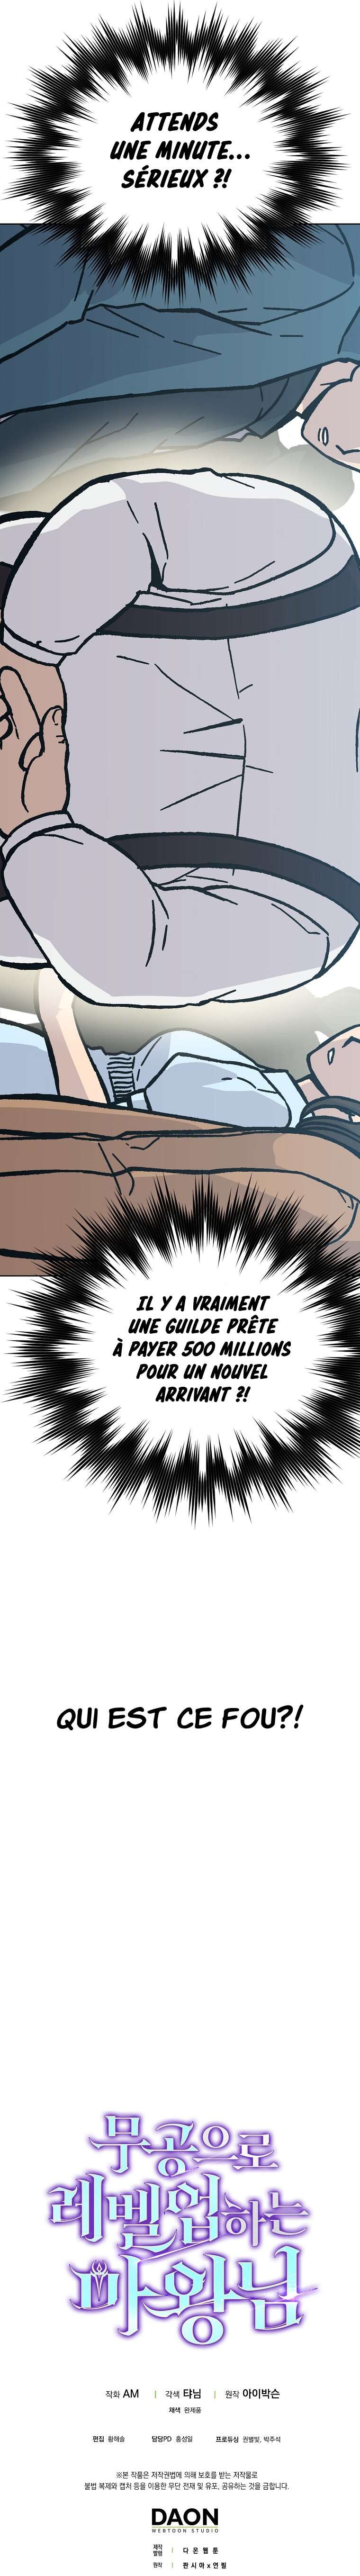 ATTENDS
UNE MINUTE...
SÉRIEUX ?!
IL Y A VRAIMENT
UNE GUILDE PRÊTE
À PAYER 500 MILLIONS
POUR UN NOUVEL
ARRIVANT ?!
QUI EST CE FOU?!
무공으로
레벨업하는
마왕님
작화 AM | 각색 탸님 | 원작 아이박슨
채색 완제품
편집 황해솔 담당PD 홍성일 프로듀싱 권별빛, 박주석
※본 작품은 저작권법에 의해 보호를 받는 저작물로
불법 복제와 캡처 등을 이용한 무단 전재 및 유포, 공유하는 것을 금합니다.
DAON
WEBTOON STUDIO
제작
발행 | 다온웹툰
원작 | 판시아 x 연필